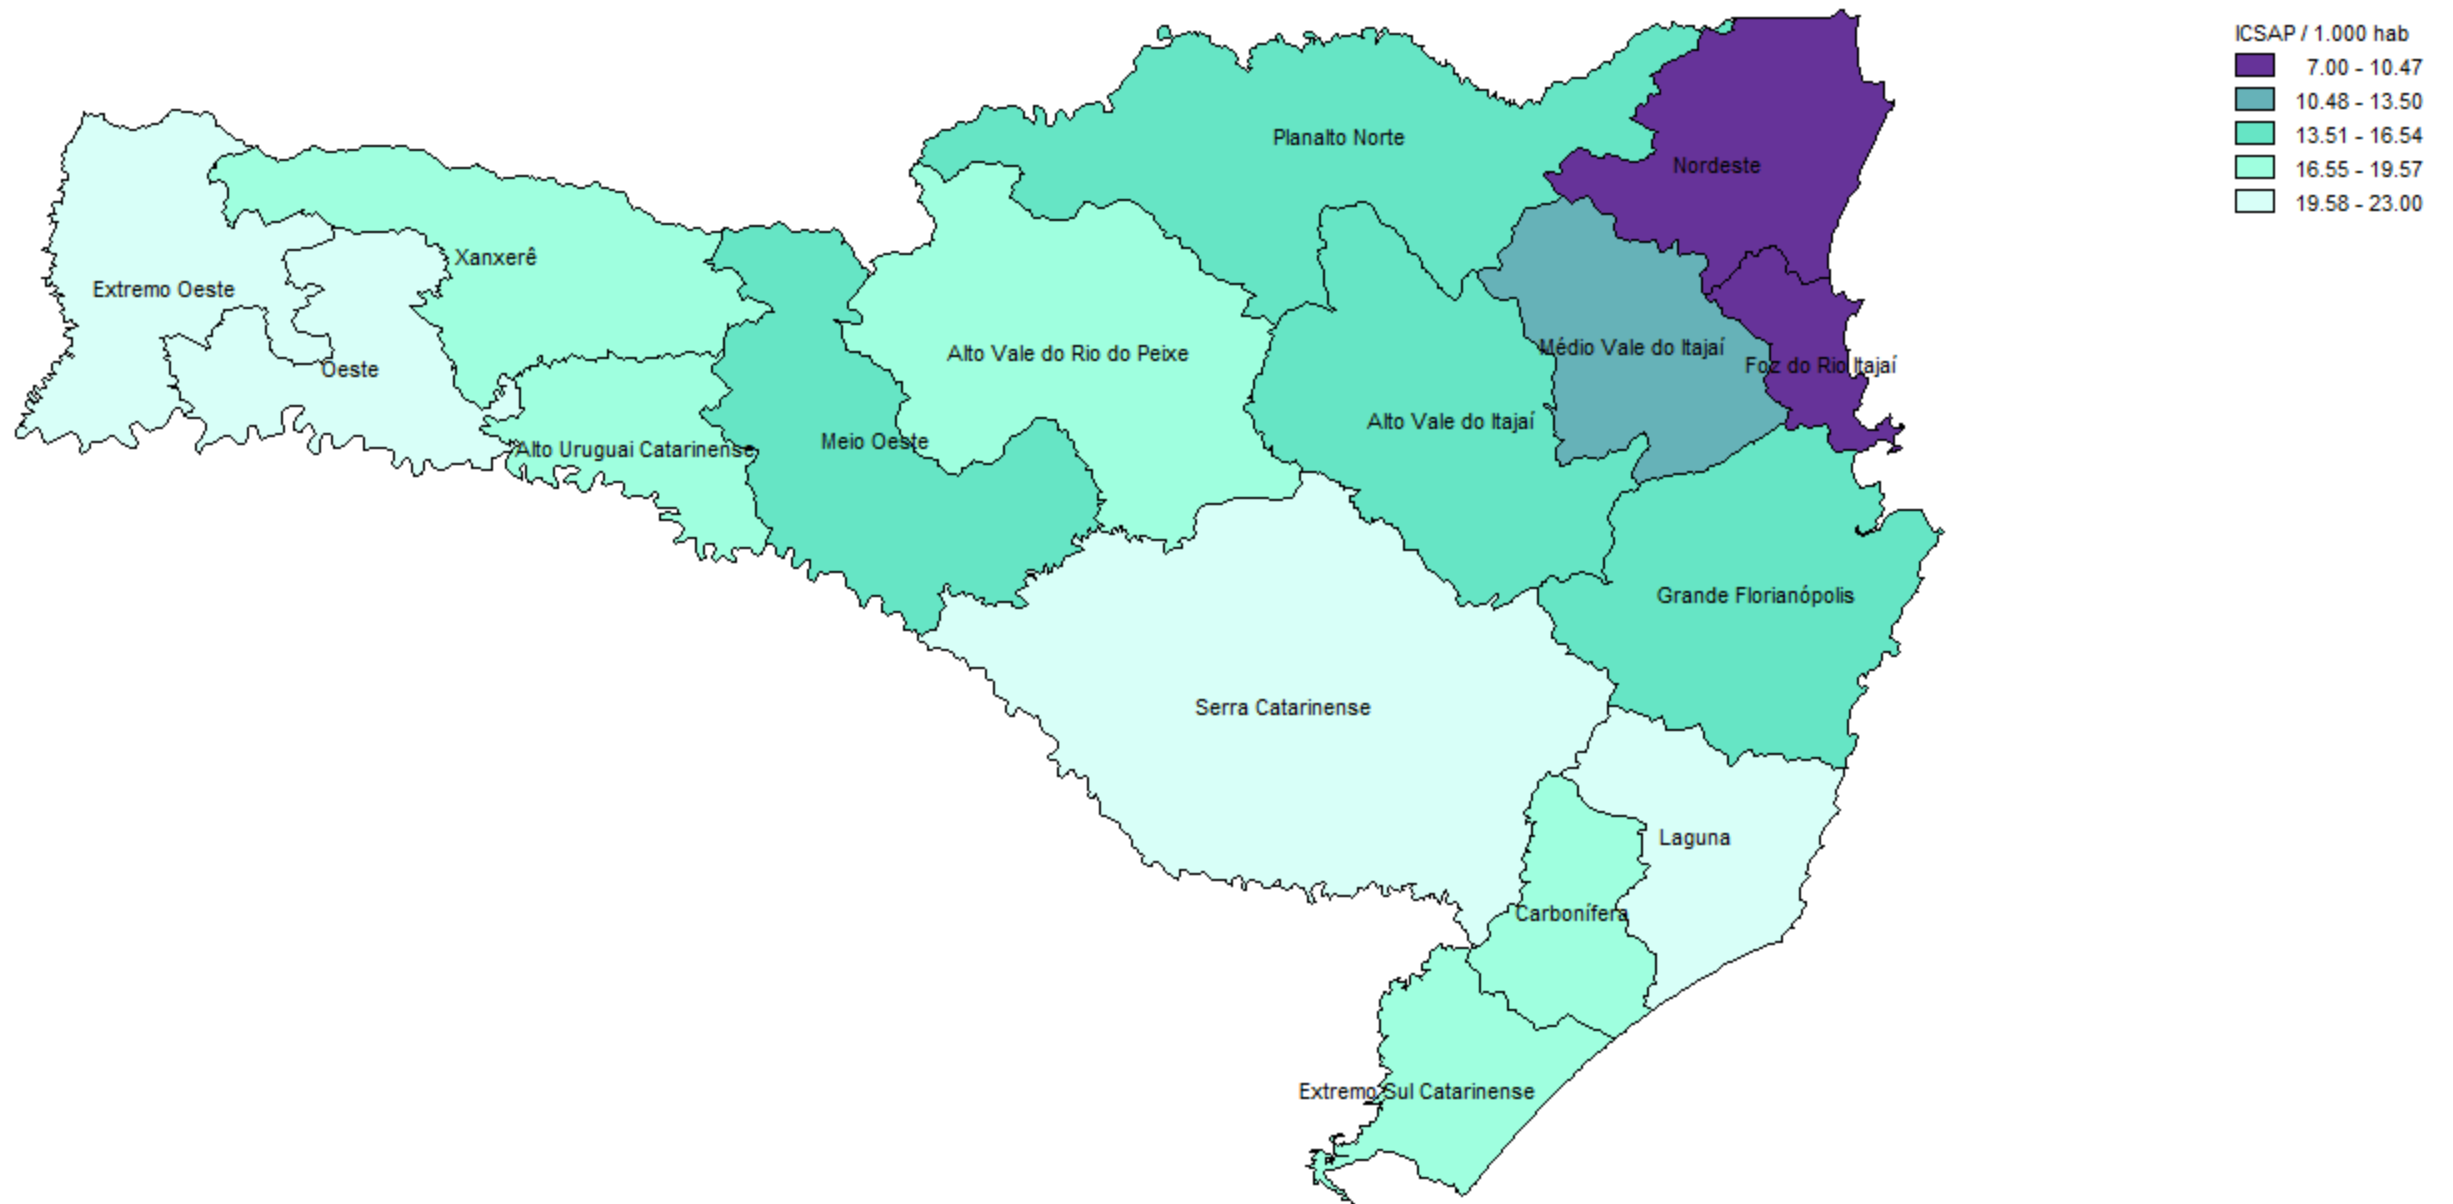 ICSAP / 1.000 hab
7.00 - 10.47
10.48 - 13.50
13.51 - 16.54
16.55 - 19.57
19.58 - 23.00
Planalto Norte
Nordeste
Xanxerê
Extremo Oeste
Médio Vale do Itajaí
Alto Vale do Rio do Peixe
Foz do Rio Itajaí
Oeste
Alto Vale do Itajaí
Meio Oeste
Alto Uruguai Catarinense
Grande Florianópolis
Serra Catarinense
Laguna
Carbonífera
Extremo Sul Catarinense